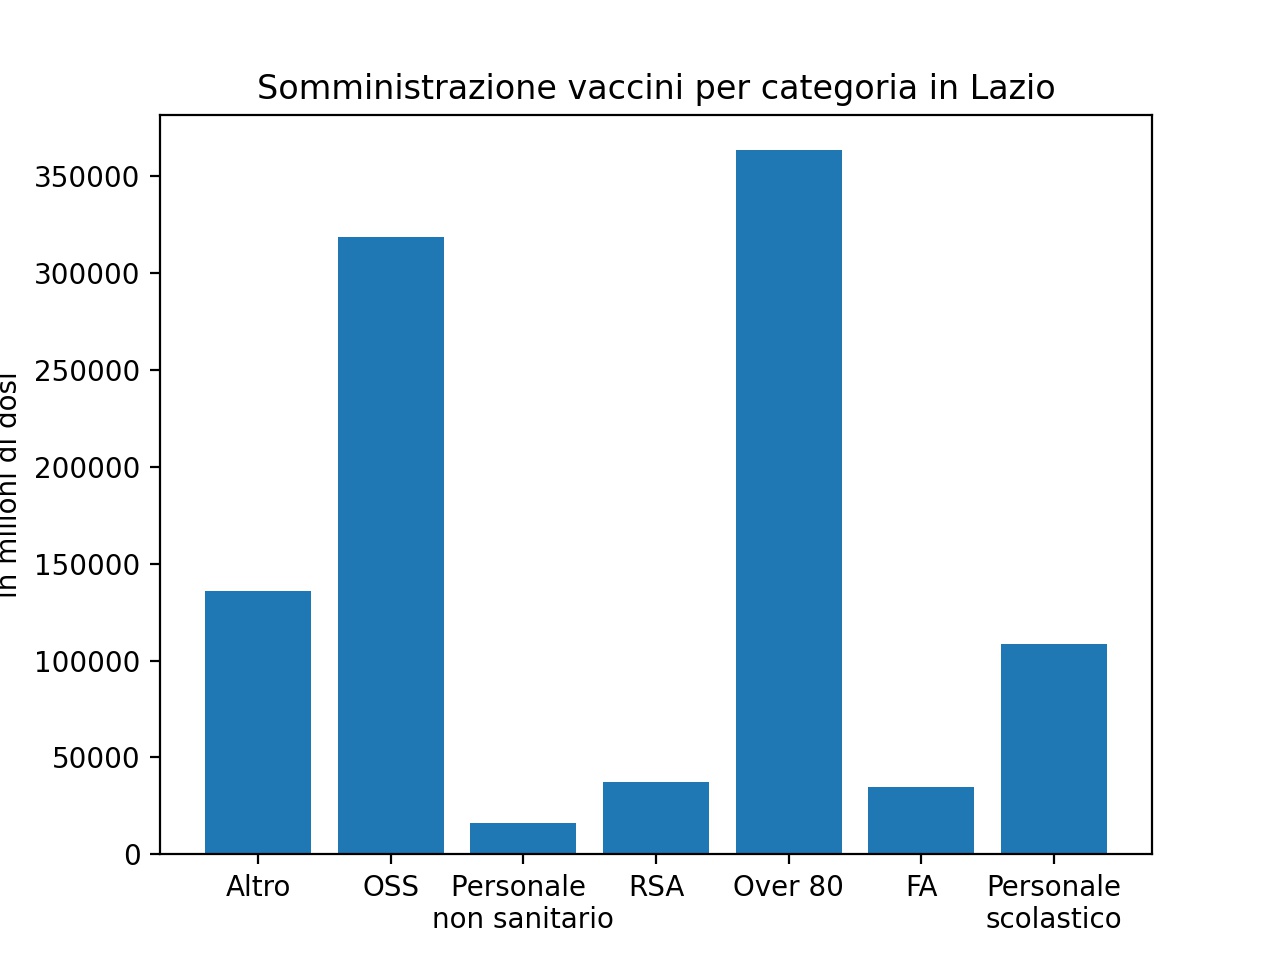 Somministrazione vaccini per categoria in Lazio
350000
300000
250000
200000
150000
100000
50000
0
in milioni di dosi
Altro
OSS
Personale
non sanitario
RSA
Over 80
FA
Personale
scolastico